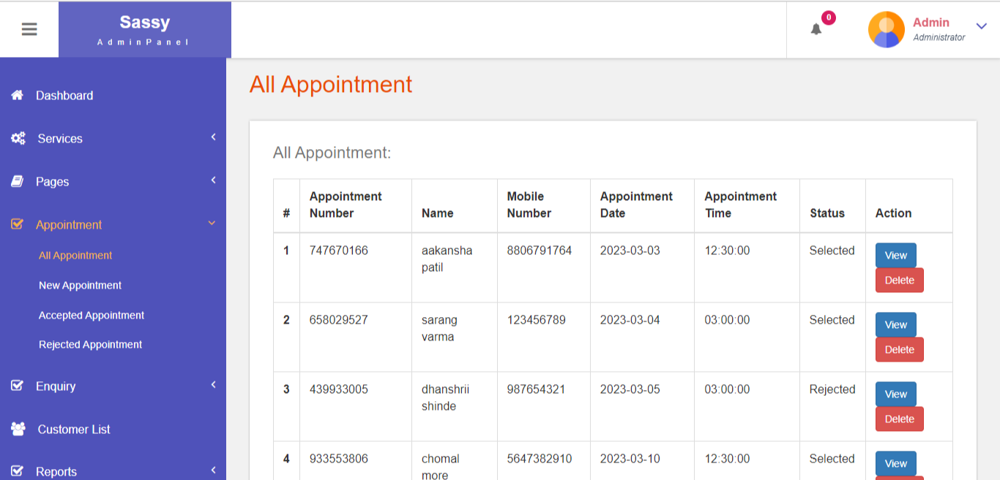 Sassy
AdminPanel
0
Admin
Administrator
Dashboard
Services
Pages
Appointment
All Appointment
New Appointment
Accepted Appointment
Rejected Appointment
Enquiry
Customer List
Reports
All Appointment
All Appointment:
# Appointment Number Name Mobile Number Appointment Date Appointment Time Status Action
1 747670166 aakansha patil 8806791764 2023-03-03 12:30:00 Selected View Delete
2 658029527 sarang varma 123456789 2023-03-04 03:00:00 Selected View Delete
3 439933005 dhanshrii shinde 987654321 2023-03-05 03:00:00 Rejected View Delete
4 933553806 chomal more 5647382910 2023-03-10 12:30:00 Selected View